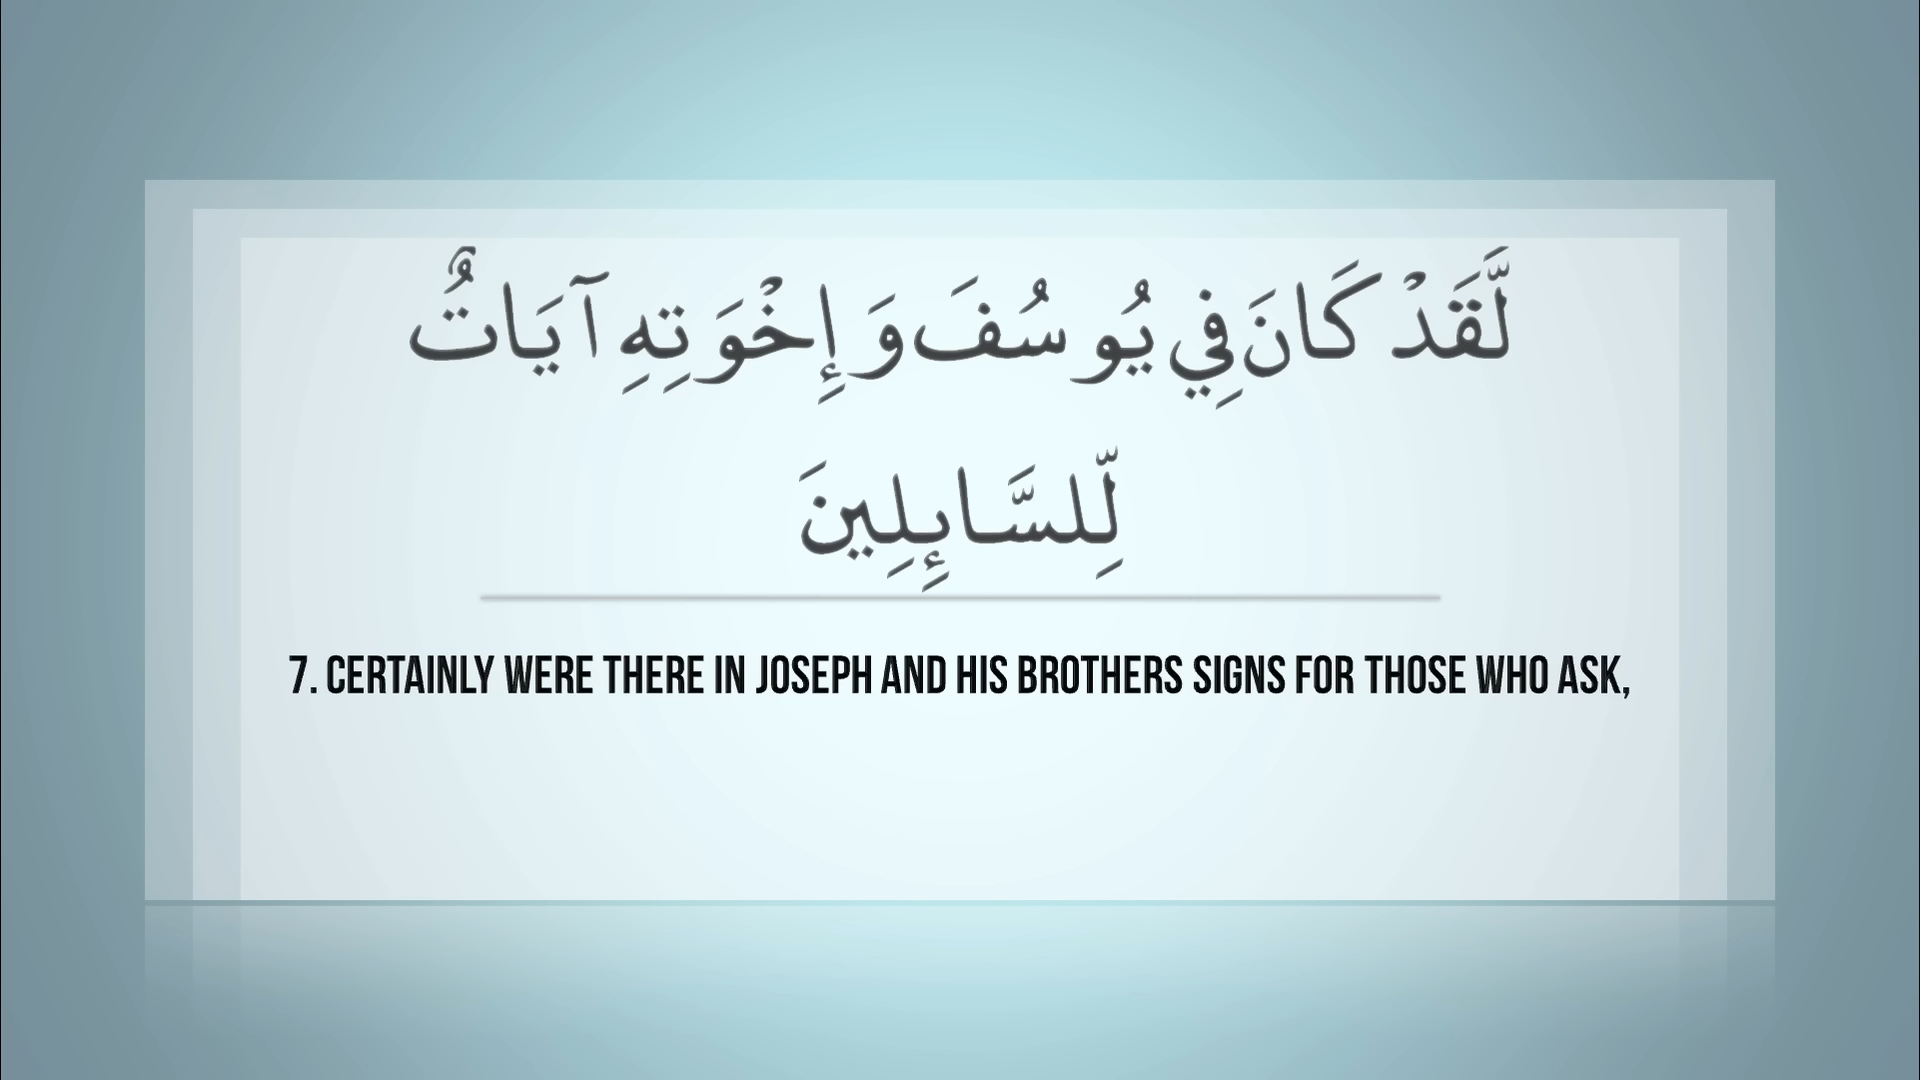 لَّقَدْ كَانَ فِي يُوسُفَ وَإِخْوَتِهِ آيَاتٌ
لِّلسَّائِلِينَ
7. CERTAINLY WERE THERE IN JOSEPH AND HIS BROTHERS SIGNS FOR THOSE WHO ASK,